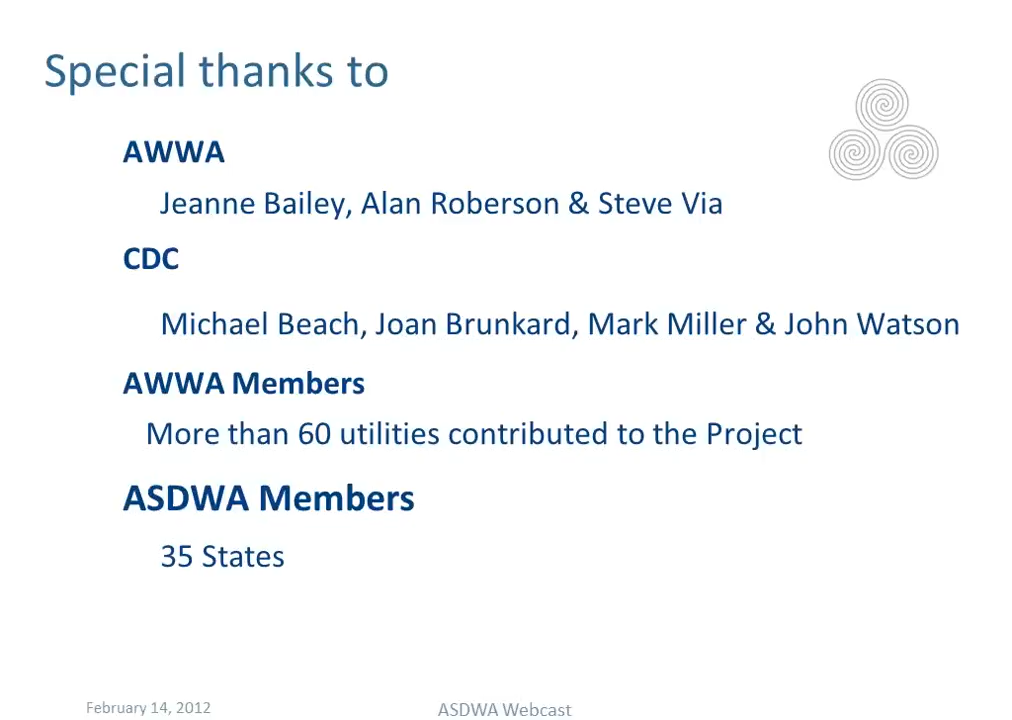 Special thanks to
AWWA
Jeanne Bailey, Alan Roberson & Steve Via
CDC
Michael Beach, Joan Brunkard, Mark Miller & John Watson
AWWA Members
More than 60 utilities contributed to the Project
ASDWA Members
35 States
February 14, 2012
ASDWA Webcast